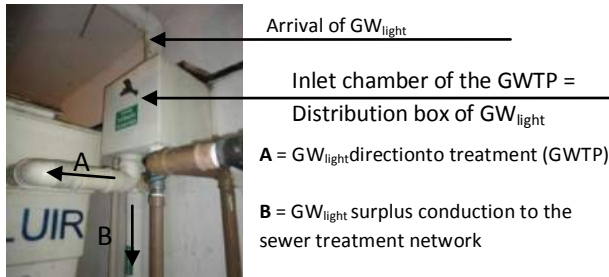 Arrival of GWlight
Inlet chamber of the GWTP =
Distribution box of GWlight
A = GWlightdirectionto treatment (GWTP)
B = GWlight surplus conduction to the
sewer treatment network
A
B
LUIR